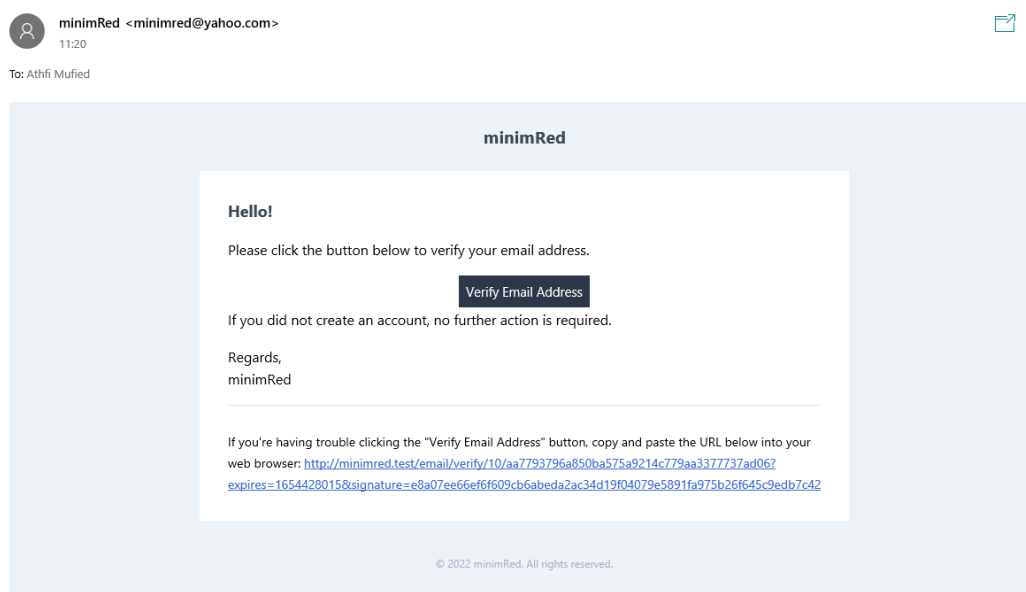 minimRed <minimred@yahoo.com>
11:20
To: Athfi Mufied
minimRed
Hello!
Please click the button below to verify your email address.
Verify Email Address
If you did not create an account, no further action is required.
Regards,
minimRed
If you're having trouble clicking the "Verify Email Address" button, copy and paste the URL below into your
web browser: http://minimred.test/email/verify/10/aa7793796a850ba575a9214c779aa3377737ad06?
expires=1654428015&signature=e8a07ee66ef6f609cb6abeda2ac34d19f04079e5891fa975b26f645c9edb7c42
© 2022 minimRed. All rights reserved.